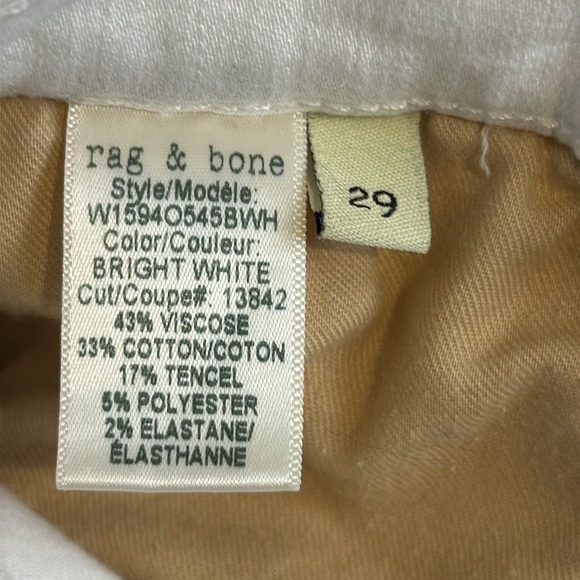 rag & bone
Style/Modèle:
W1594O545BWH
Color/Couleur:
BRIGHT WHITE
Cut/Coupe#: 13842
43% VISCOSE
33% COTTON/COTON
17% TENCEL
5% POLYESTER
2% ELASTANE/
ÉLASTHANNE
29